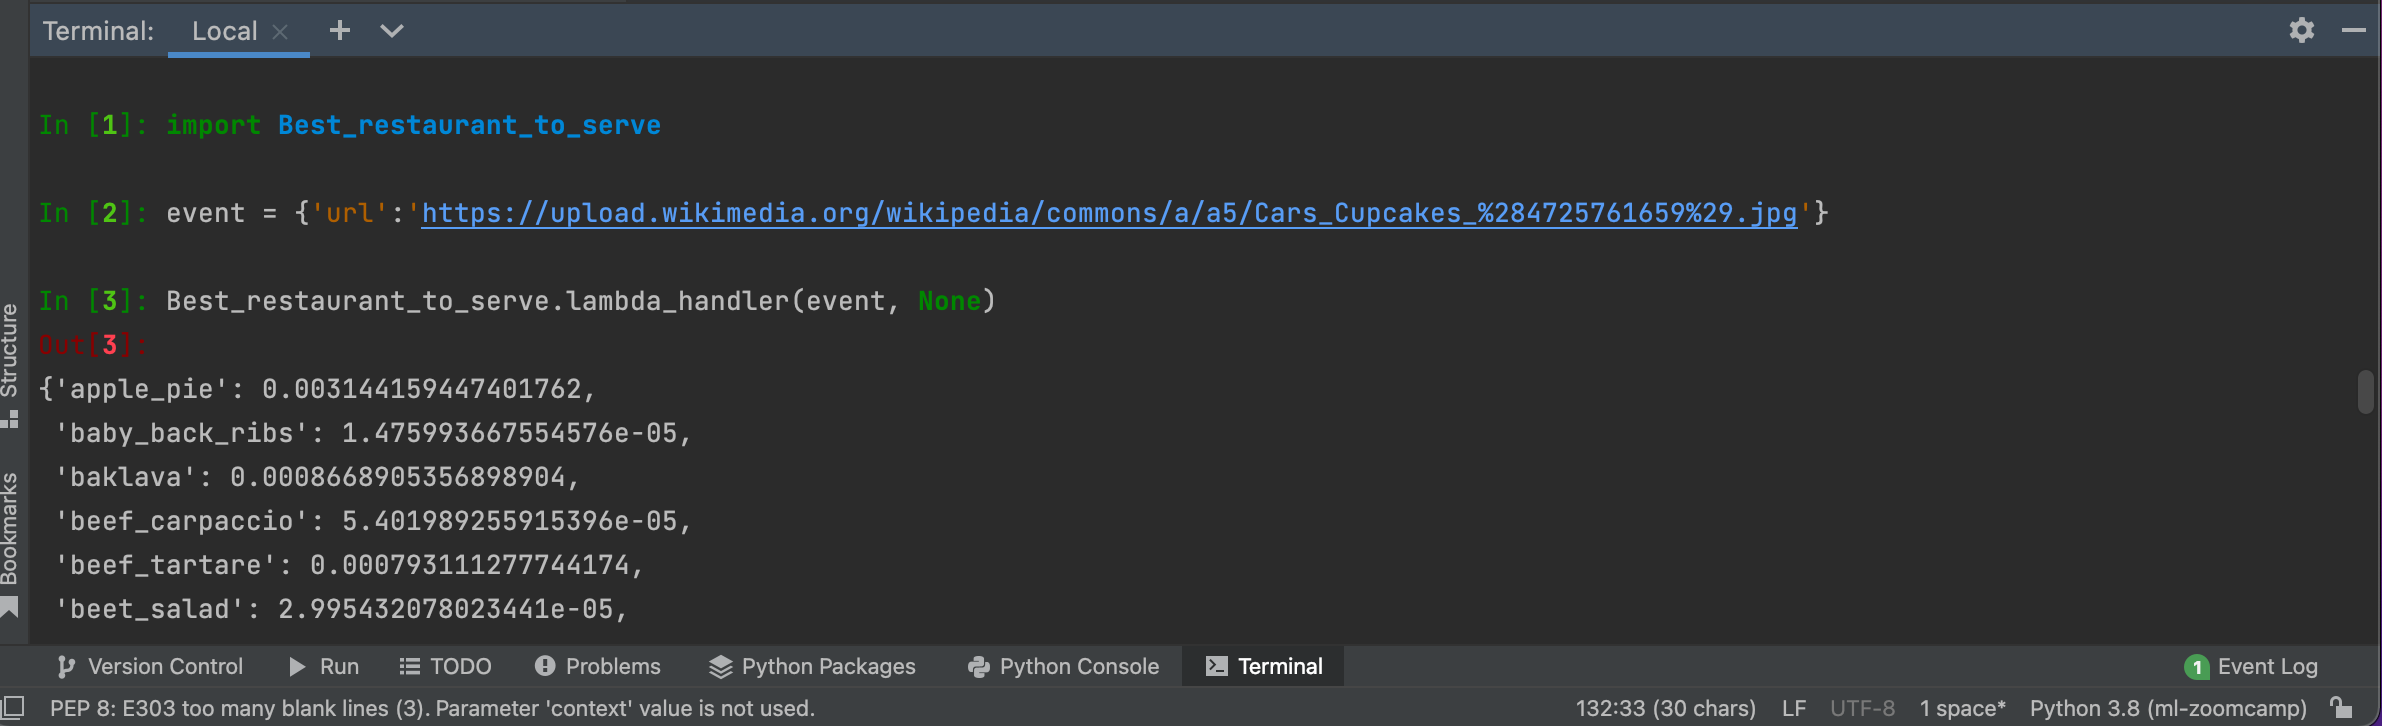 Terminal: Local × + 
In [1]: import Best_restaurant_to_serve
In [2]: event = {'url':'https://upload.wikimedia.org/wikipedia/commons/a/a5/Cars_Cupcakes_%284725761659%29.jpg'}
In [3]: Best_restaurant_to_serve.lambda_handler(event, None)
Out[3]:
{'apple_pie': 0.003144159447401762,
'baby_back_ribs': 1.475993667554576e-05,
'baklava': 0.0008668905356898904,
'beef_carpaccio': 5.401989255915396e-05,
'beef_tartare': 0.000793111277744174,
'beet_salad': 2.995432078023441e-05,
Structure
Bookmarks
Version Control Run TODO Problems Python Packages Python Console Terminal 1 Event Log
PEP 8: E303 too many blank lines (3). Parameter 'context' value is not used. 132:33 (30 chars) LF UTF-8 1 space* Python 3.8 (ml-zoomcamp)